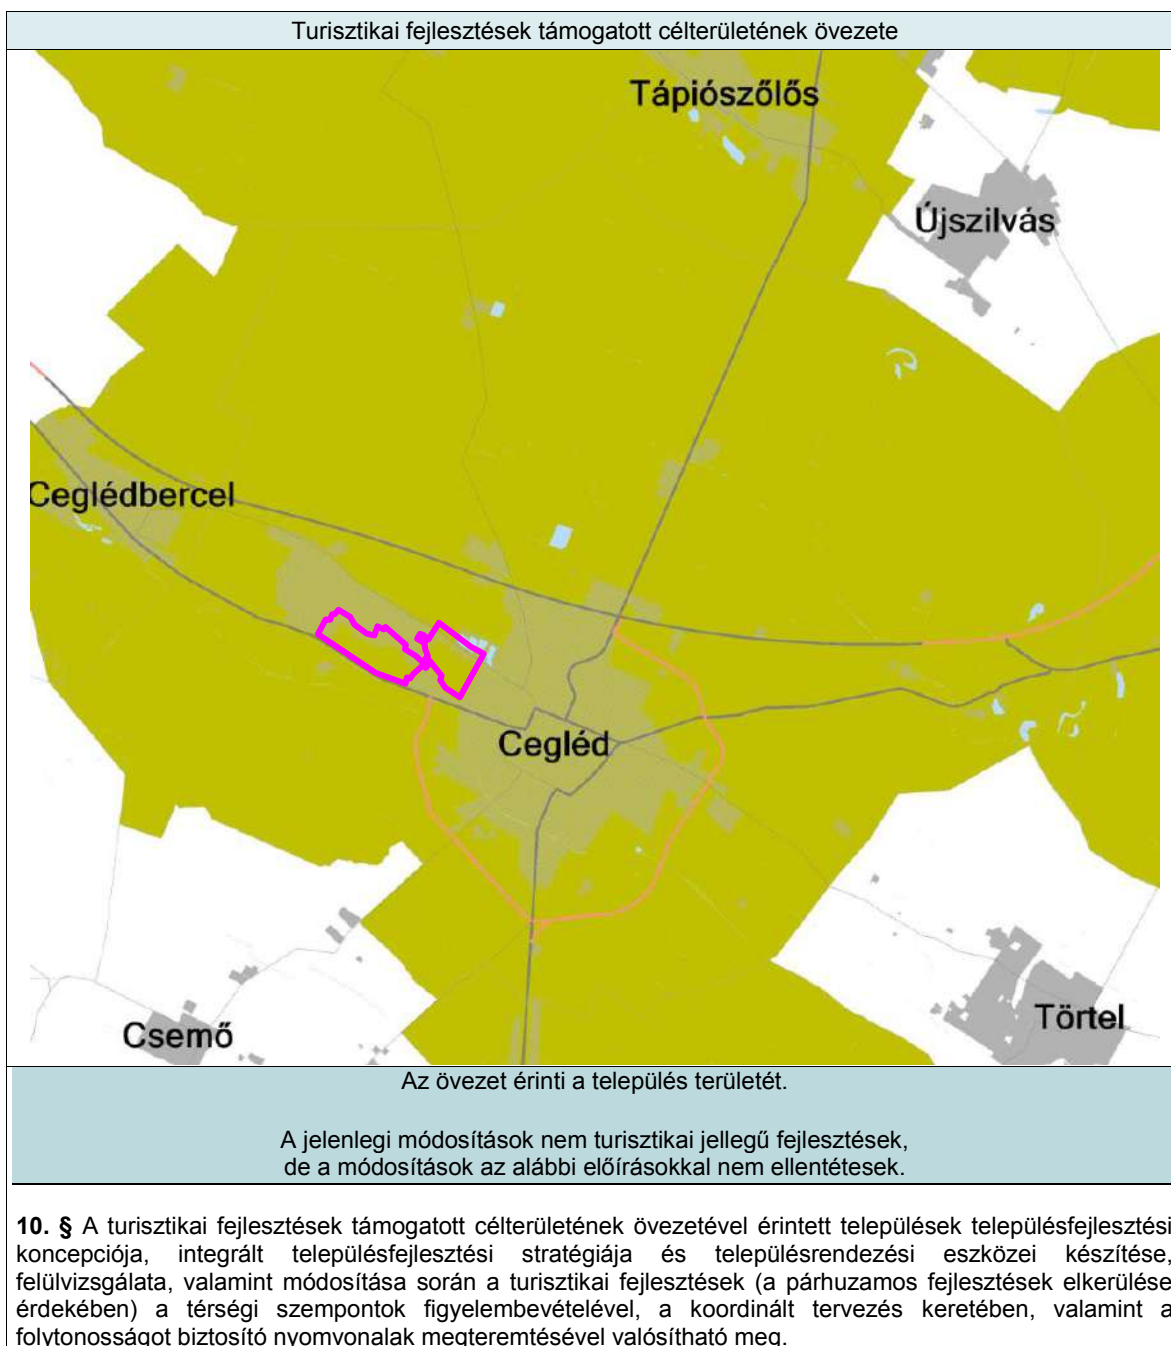 Turisztikai fejlesztések támogatott célterületének övezete
Tápiószőlős
Újszilvás
Ceglédbercel
Cegléd
Törtel
Csemő
Az övezet érinti a település területét.
A jelenlegi módosítások nem turisztikai jellegű fejlesztések,
de a módosítások az alábbi előírásokkal nem ellentétesek.
10. § A turisztikai fejlesztések támogatott célterületének övezetével érintett települések településfejlesztési
koncepciója, integrált településfejlesztési stratégiája és településrendezési eszközei készítése,
felülvizsgálata, valamint módosítása során a turisztikai fejlesztések (a párhuzamos fejlesztések elkerülése
érdekében) a térségi szempontok figyelembevételével, a koordinált tervezés keretében, valamint a
folytonosságot biztosító nyomvonalak megteremtésével valósítható meg.